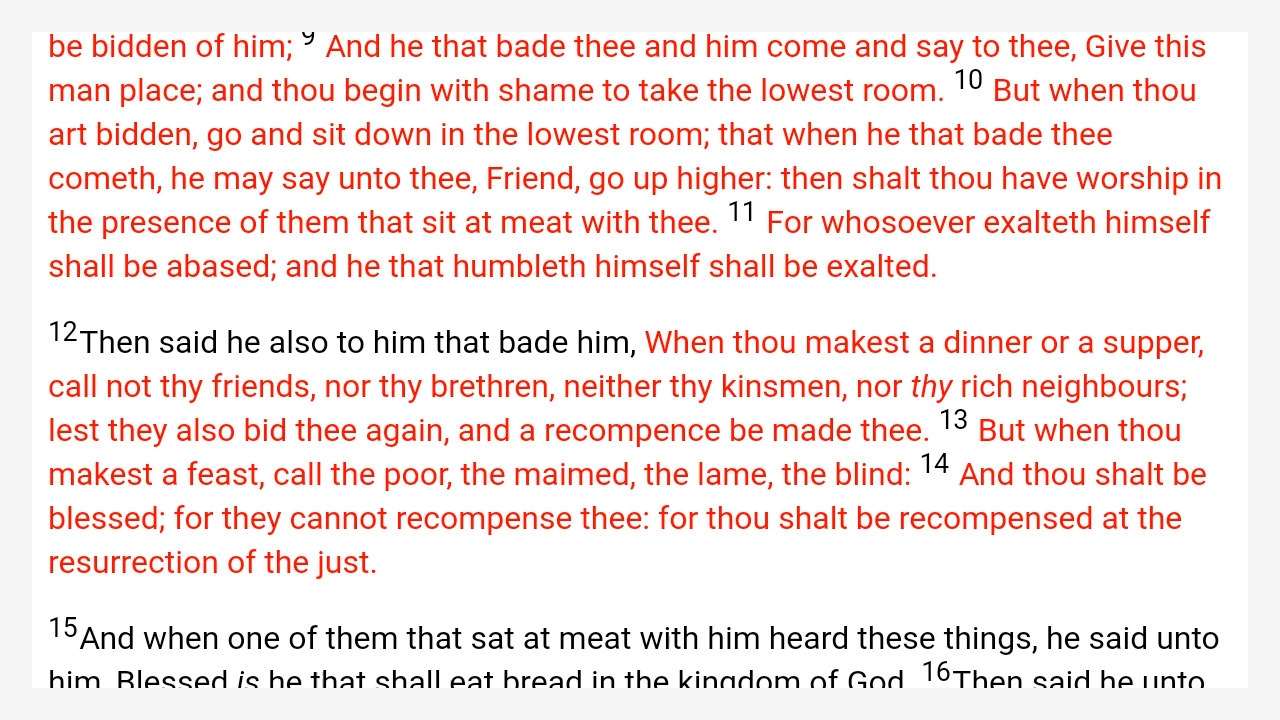 be bidden of him; 9 And he that bade thee and him come and say to thee, Give this
man place; and thou begin with shame to take the lowest room. 10 But when thou
art bidden, go and sit down in the lowest room; that when he that bade thee
cometh, he may say unto thee, Friend, go up higher: then shalt thou have worship in
the presence of them that sit at meat with thee. 11 For whosoever exalteth himself
shall be abased; and he that humbleth himself shall be exalted.
12Then said he also to him that bade him, When thou makest a dinner or a supper,
call not thy friends, nor thy brethren, neither thy kinsmen, nor thy rich neighbours;
lest they also bid thee again, and a recompence be made thee. 13 But when thou
makest a feast, call the poor, the maimed, the lame, the blind: 14 And thou shalt be
blessed; for they cannot recompense thee: for thou shalt be recompensed at the
resurrection of the just.
15And when one of them that sat at meat with him heard these things, he said unto
him, Blessed is he that shall eat bread in the kingdom of God. 16Then said he unto